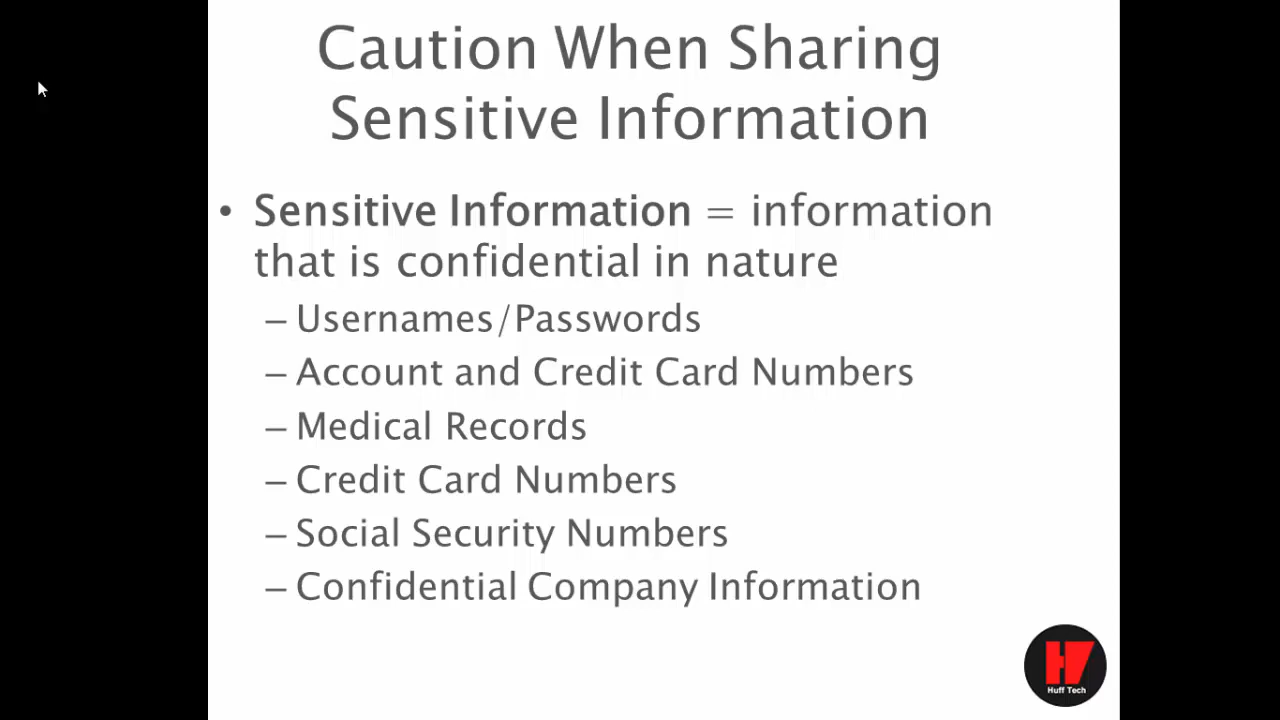 Caution When Sharing
Sensitive Information
• Sensitive Information = information
that is confidential in nature
– Usernames/Passwords
– Account and Credit Card Numbers
– Medical Records
– Credit Card Numbers
– Social Security Numbers
– Confidential Company Information
H7
Huff Tech